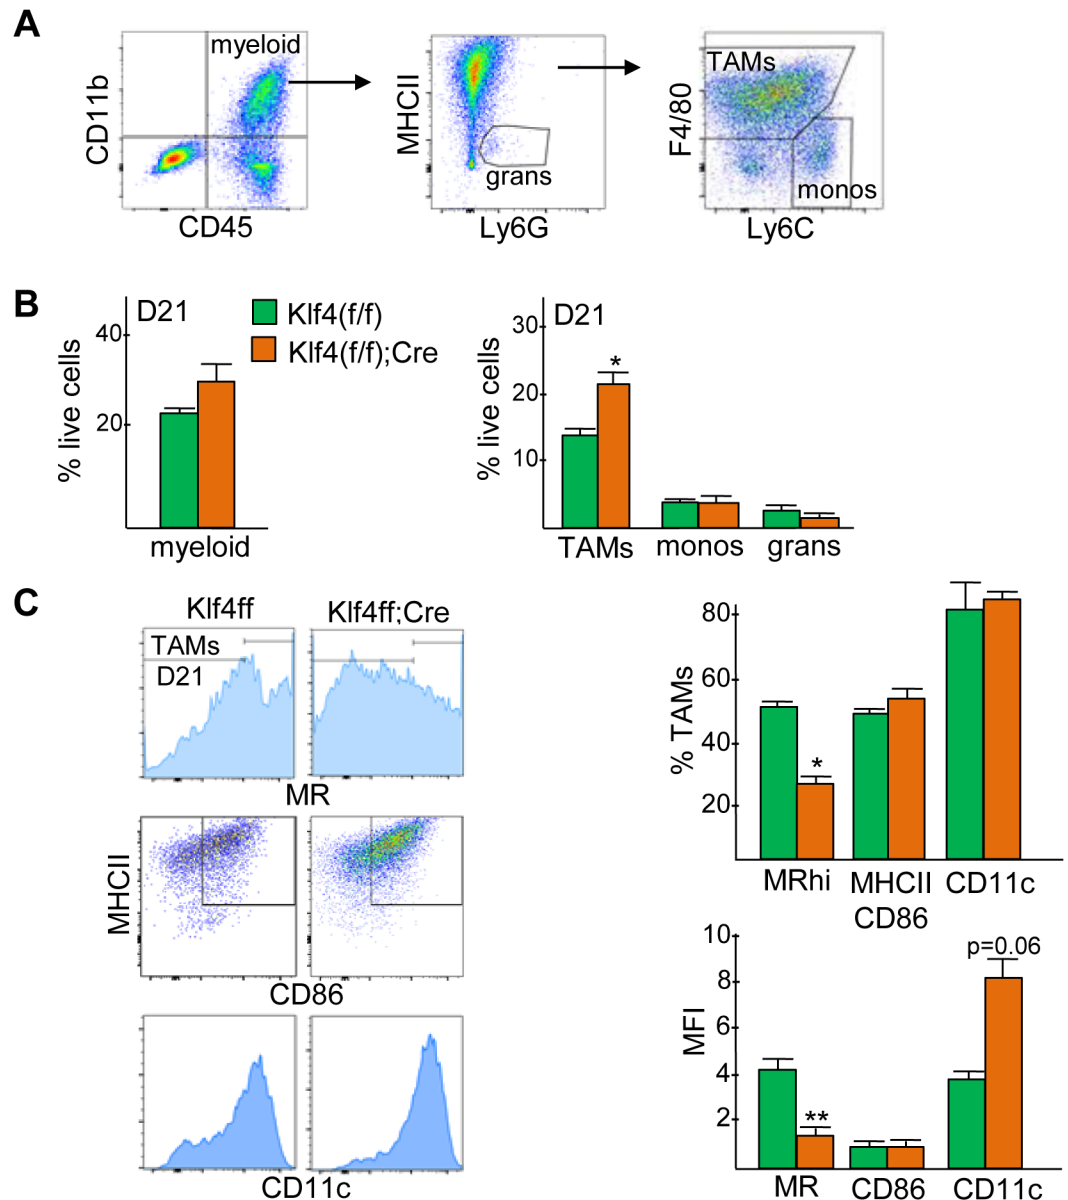 A
myeloid
CD11b
CD45
MHCII
grans
Ly6G
TAMs
F4/80
monos
Ly6C
B
D21
Klf4(f/f)
Klf4(f/f);Cre
% live cells
40
20
myeloid
D21
% live cells
30
20
10
*
TAMs monos grans
C
Klf4ff
Klf4ff;Cre
TAMs
D21
MR
MHCII
CD86
CD11c
% TAMs
80
60
40
20
*
MRhi MHCII CD11c
CD86
MFI
10
8
6
4
2
**
p=0.06
MR CD86 CD11c